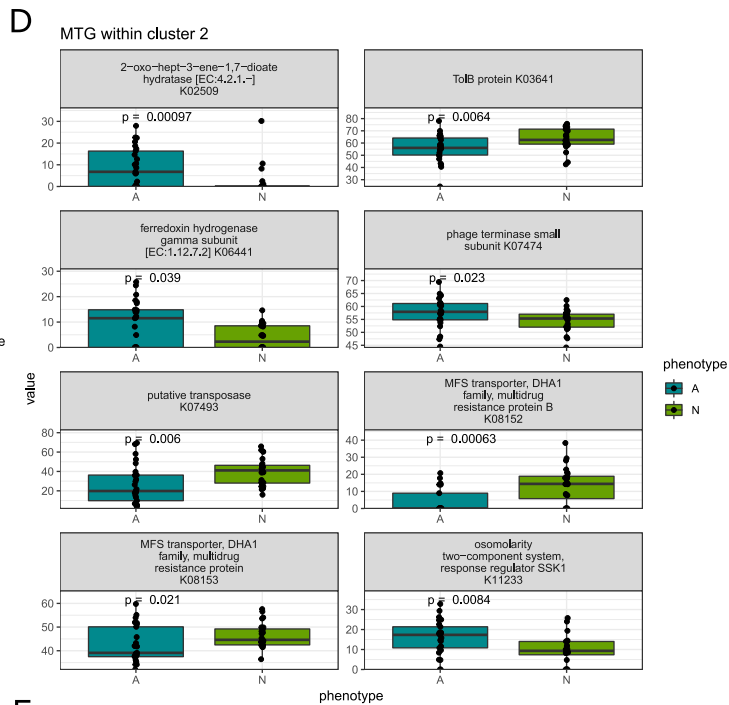 D
MTG within cluster 2
2-oxo-hept-3-ene-1,7-dioate
hydratase [EC:4.2.1.-]
K02509
p = 0.00097
30
20
10
0
A
N
TolB protein K03641
p = 0.0064
80
70
60
50
40
30
A
N
ferredoxin hydrogenase
gamma subunit
[EC:1.12.7.2] K06441
p = 0.039
30
20
10
0
A
N
phage terminase small
subunit K07474
p = 0.023
70
65
60
55
50
45
A
N
putative transposase
K07493
p = 0.006
80
60
40
20
A
N
MFS transporter, DHA1
family, multidrug
resistance protein B
K08152
p = 0.00063
40
30
20
10
0
A
N
MFS transporter, DHA1
family, multidrug
resistance protein
K08153
p = 0.021
60
50
40
A
N
osomolarity
two-component system,
response regulator SSK1
K11233
p = 0.0084
30
20
10
0
A
N
value
phenotype
phenotype
A
N